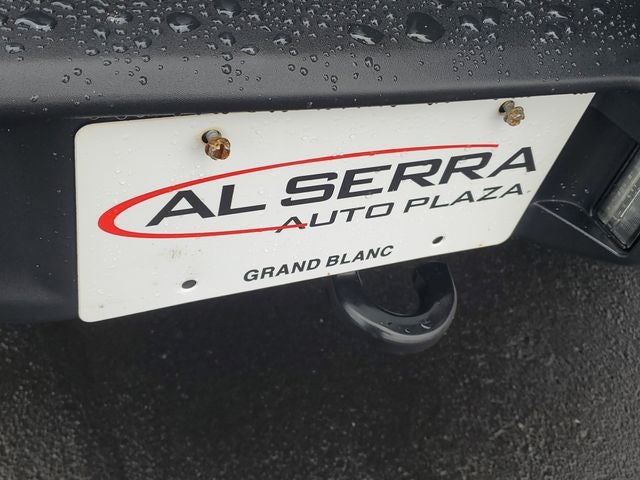 AL SERRA
AUTO PLAZA
GRAND BLANC